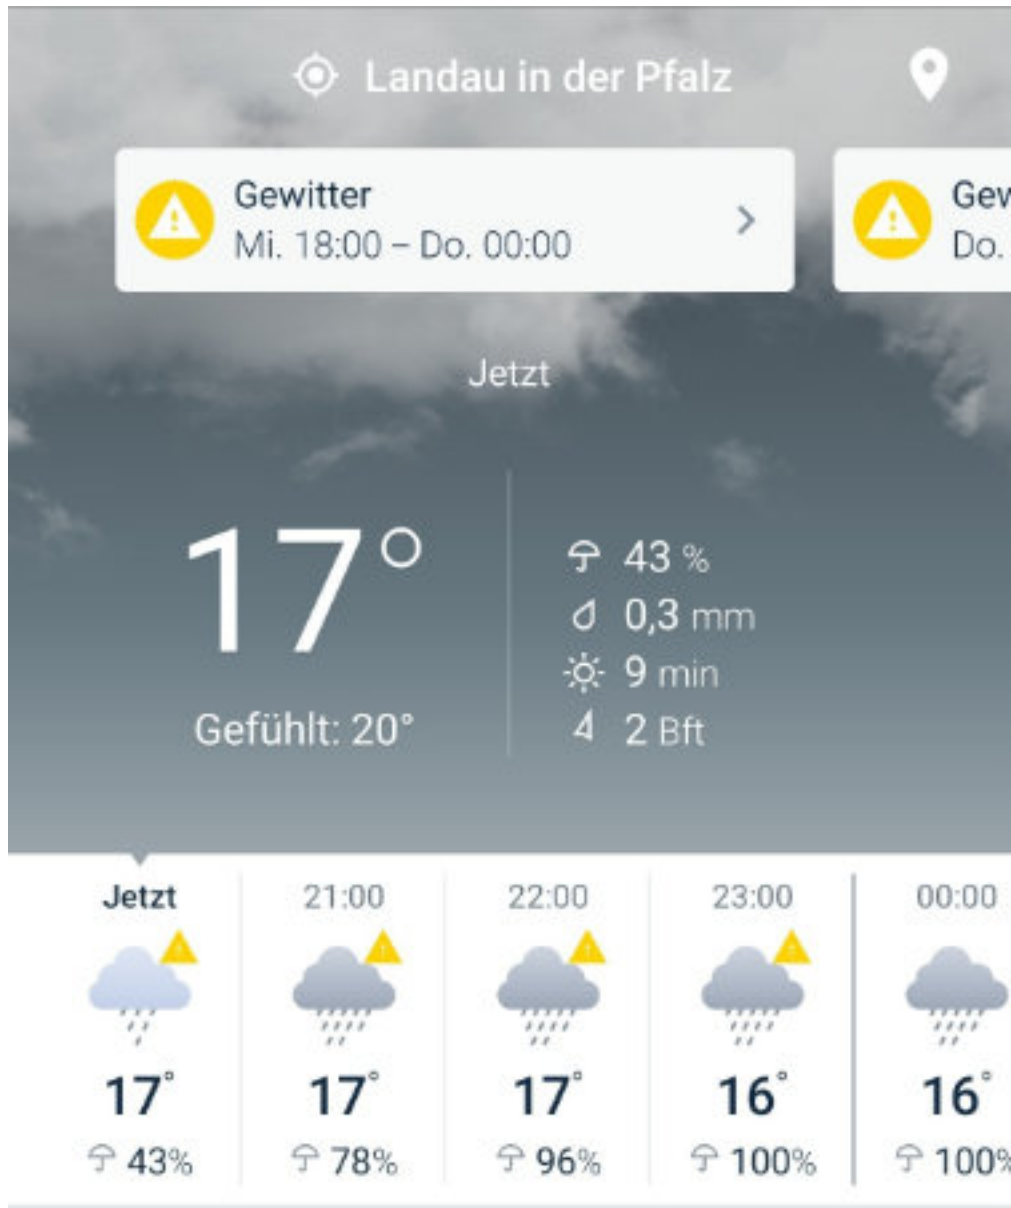 Landau in der Pfalz
Gewitter
Mi. 18:00 – Do. 00:00
Do.
Jetzt
17°
Gefühlt: 20°
43 %
0,3 mm
9 min
2 Bft
Jetzt 21:00 22:00 23:00 00:00
17° 17° 17° 16° 16°
43% 78% 96% 100% 100%